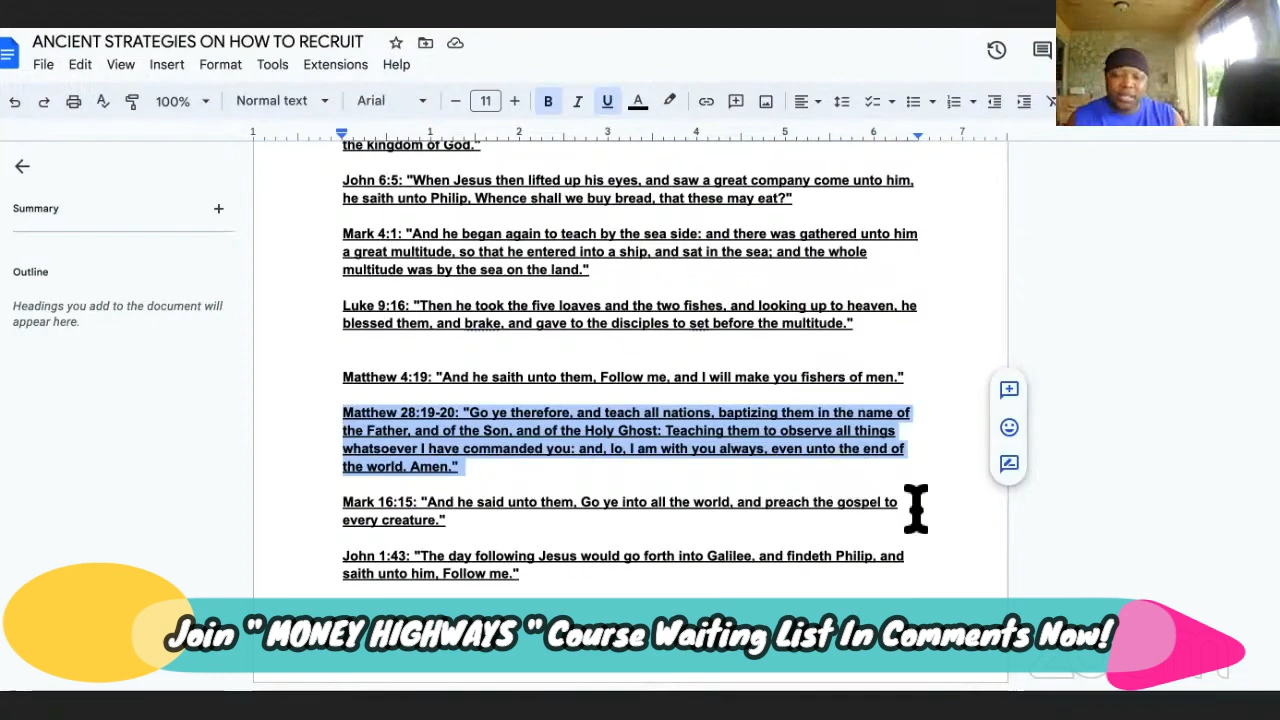 ANCIENT STRATEGIES ON HOW TO RECRUIT
File Edit View Insert Format Tools Extensions Help
100% Normal text Arial 11 B I U A
1 1 2 3 4 5 6 7
Summary
Outline
Headings you add to the document will
appear here.
the kingdom of God."
John 6:5: "When Jesus then lifted up his eyes, and saw a great company come unto him,
he saith unto Philip, Whence shall we buy bread, that these may eat?"
Mark 4:1: "And he began again to teach by the sea side: and there was gathered unto him
a great multitude, so that he entered into a ship, and sat in the sea; and the whole
multitude was by the sea on the land."
Luke 9:16: "Then he took the five loaves and the two fishes, and looking up to heaven, he
blessed them, and brake, and gave to the disciples to set before the multitude."
Matthew 4:19: "And he saith unto them, Follow me, and I will make you fishers of men."
Matthew 28:19-20: "Go ye therefore, and teach all nations, baptizing them in the name of
the Father, and of the Son, and of the Holy Ghost: Teaching them to observe all things
whatsoever I have commanded you: and, lo, I am with you always, even unto the end of
the world. Amen."
Mark 16:15: "And he said unto them, Go ye into all the world, and preach the gospel to
every creature."
John 1:43: "The day following Jesus would go forth into Galilee, and findeth Philip, and
saith unto him, Follow me."
Join " MONEY HIGHWAYS " Course Waiting List In Comments Now!